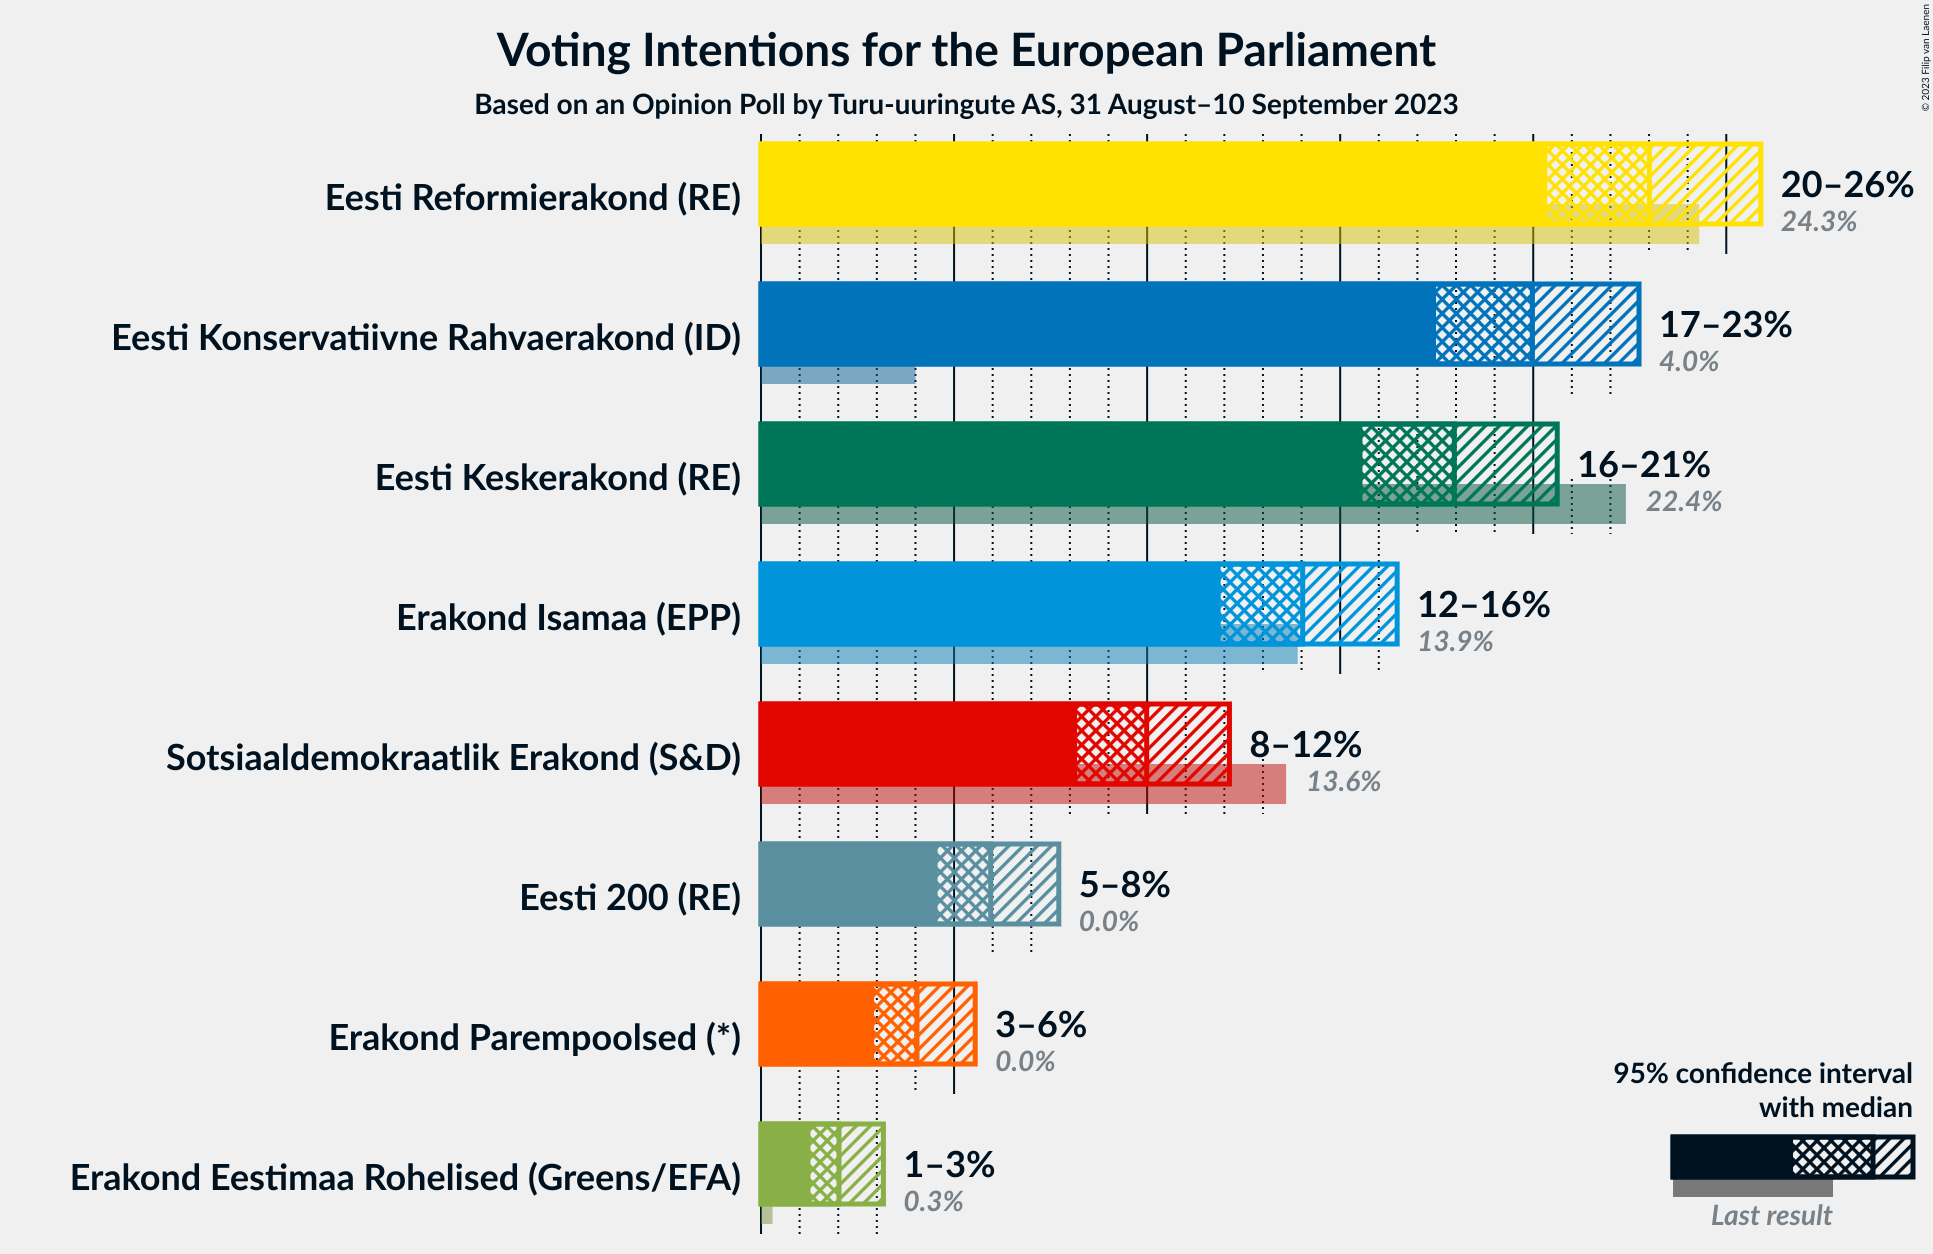 Voting Intentions for the European Parliament
Based on an Opinion Poll by Turu-uuringute AS, 31 August–10 September 2023
© 2023 Filip van Laenen
Eesti Reformierakond (RE)
20–26%
24.3%
Eesti Konservatiivne Rahvaerakond (ID)
17–23%
4.0%
Eesti Keskerakond (RE)
16–21%
22.4%
Erakond Isamaa (EPP)
12–16%
13.9%
Sotsiaaldemokraatlik Erakond (S&D)
8–12%
13.6%
Eesti 200 (RE)
5–8%
0.0%
Erakond Parempoolsed (*)
3–6%
0.0%
Erakond Eestimaa Rohelised (Greens/EFA)
1–3%
0.3%
95% confidence interval
with median
Last result